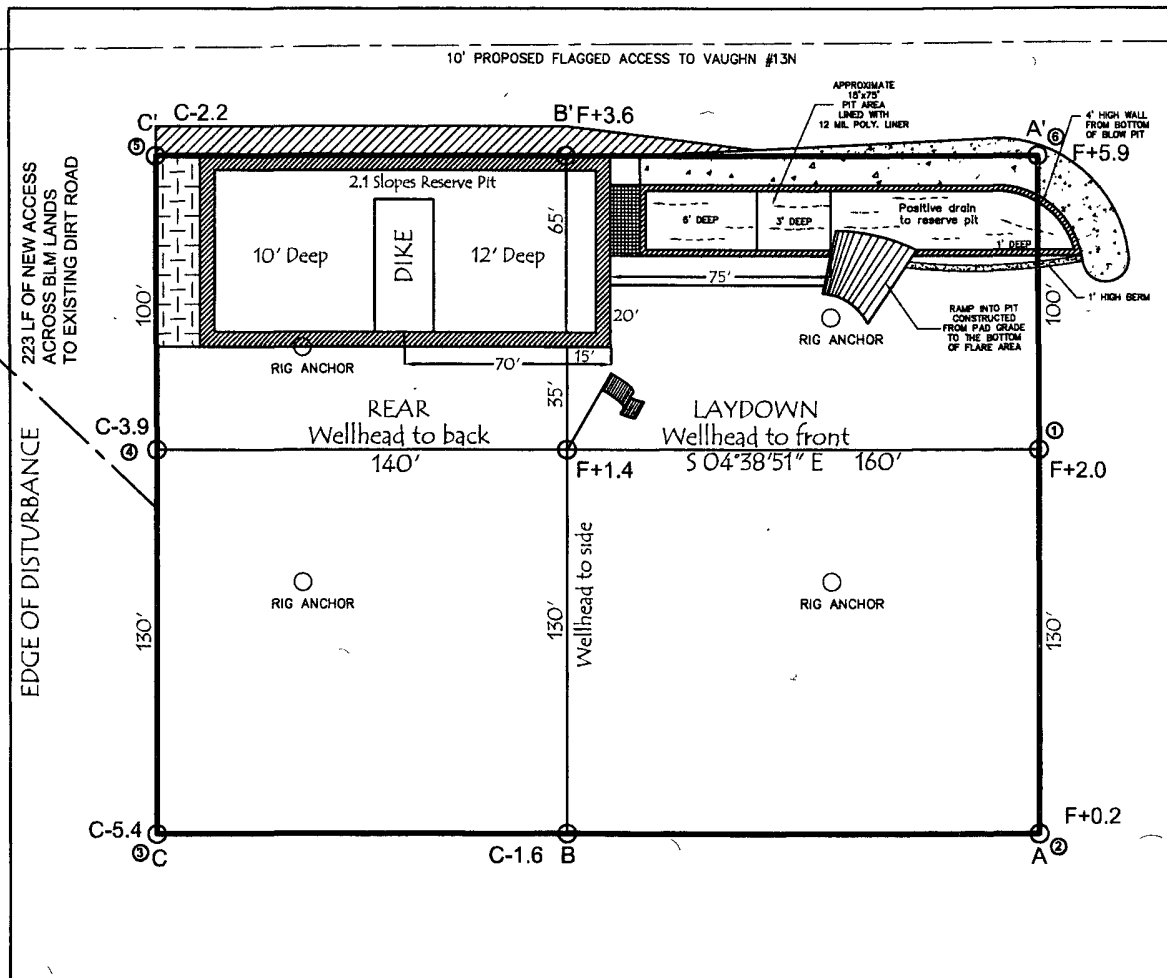 10' PROPOSED FLAGGED ACCESS TO VAUGHN #13N
C'
C-2.2
B'
F+3.6
APPROXIMATE
15'x75'
PIT AREA
LINED WITH
12 MIL POLY. LINER
A'
⑥
F+5.9
4' HIGH WALL
FROM BOTTOM
OF BLOW PIT
⑤
2.1 Slopes Reserve Pit
10' Deep
DIKE
12' Deep
65'
6' DEEP
3' DEEP
Positive drain
to reserve pit
1' DEEP
75'
1' HIGH BERM
223 LF OF NEW ACCESS
ACROSS BLM LANDS
TO EXISTING DIRT ROAD
100'
20'
RIG ANCHOR
RAMP INTO PIT
CONSTRUCTED
FROM PAD GRADE
TO THE BOTTOM
OF FLARE AREA
100'
RIG ANCHOR
70'
15'
35'
C-3.9
④
REAR
Wellhead to back
140'
LAYDOWN
Wellhead to front
S 04°38'51" E 160'
①
F+1.4
F+2.0
EDGE OF DISTURBANCE
130'
RIG ANCHOR
130'
Wellhead to side
RIG ANCHOR
130'
C-5.4
③
C
C-1.6
B
F+0.2
A
②